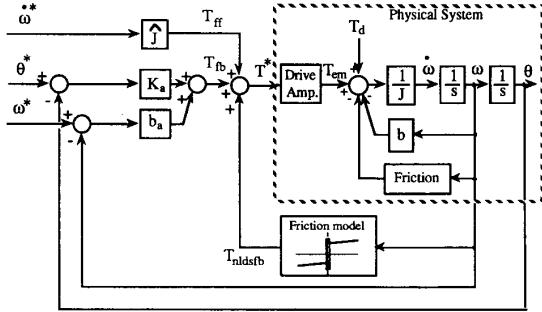 Physical System
ω̇*
Ĵ
T_ff
T_d
θ*
+
-
K_a
+
+
T_fb
+
+
+
T*
Drive
Amp.
T_em
+
+
-
-
1
J
ω̇
1
s
ω
1
s
θ
ω*
+
-
b_a
b
Friction
Friction model
T_nldsfb